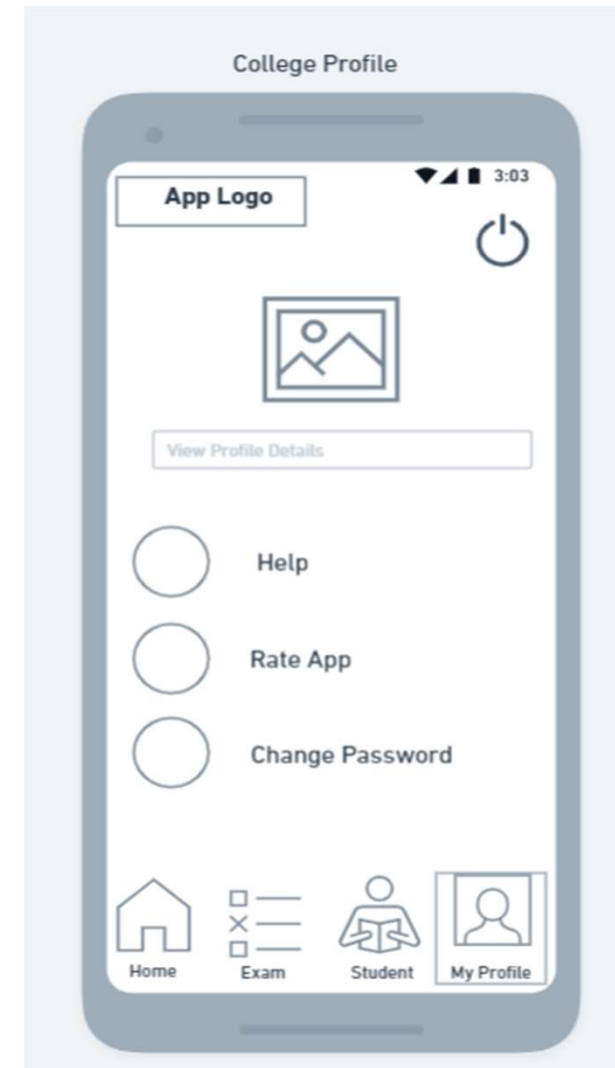 College Profile
3:03
App Logo
View Profile Details
Help
Rate App
Change Password
Home Exam Student My Profile